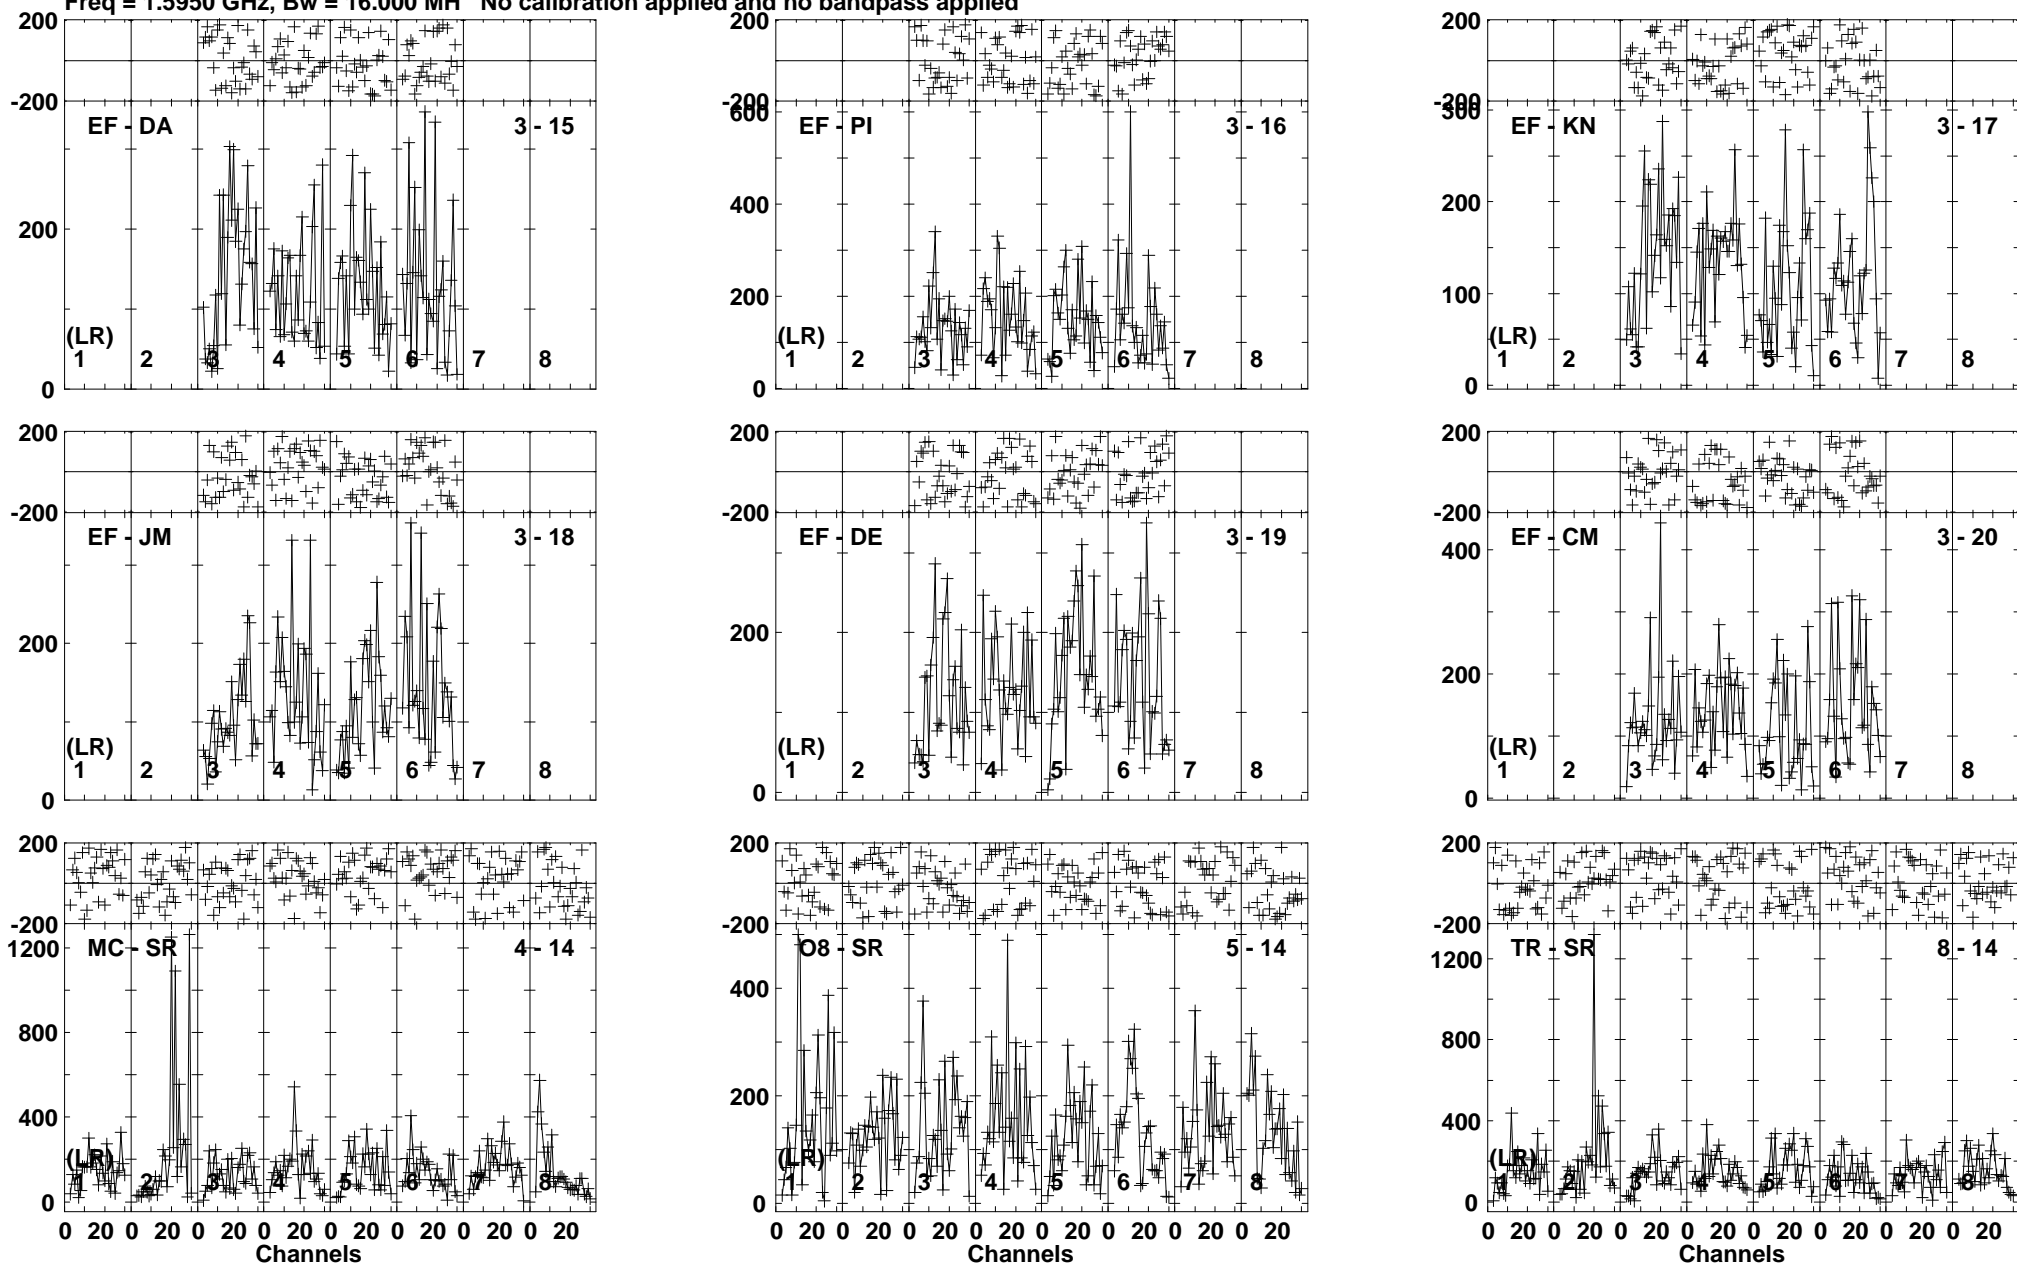 Freq = 1.5950 GHz, Bw = 16.000 MH No calibration applied and no bandpass applied
200 200 200
-200 -200 -200
EF - DA 3 - 15 600 EF - PI 3 - 16 300 EF - KN 3 - 17
400 200
200 200 100
(LR) (LR) (LR)
1 2 3 4 5 6 7 8 1 2 3 4 5 6 7 8 1 2 3 4 5 6 7 8
0 0 0
200 200 200
-200 -200 -200
EF - JM 3 - 18 EF - DE 3 - 19 EF - CM 3 - 20
400
200 200 200
(LR) (LR) (LR)
1 2 3 4 5 6 7 8 1 2 3 4 5 6 7 8 1 2 3 4 5 6 7 8
0 0 0
200 200 200
-200 -200 -200
1200 MC - SR 4 - 14 O8 - SR 5 - 14 TR - SR 8 - 14
1200
800 400 800
400 200 400
(LR) (LR) (LR)
1 2 3 4 5 6 7 8 1 2 3 4 5 6 7 8 1 2 3 4 5 6 7 8
0 0 0
0 20 0 20 0 20 0 20 0 20 0 20 0 20 0 20 0 20 0 20 0 20 0 20 0 20 0 20 0 20 0 20 0 20 0 20 0 20 0 20 0 20 0 20 0 20 0 20
Channels Channels Channels